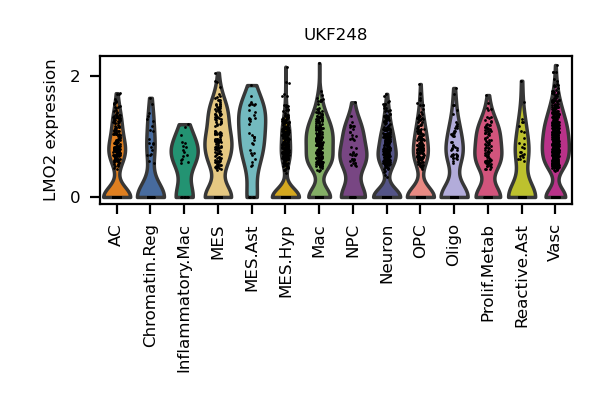 UKF248
LMO2 expression
2
0
AC
Chromatin.Reg
Inflammatory.Mac
MES
MES.Ast
MES.Hyp
Mac
NPC
Neuron
OPC
Oligo
Prolif.Metab
Reactive.Ast
Vasc